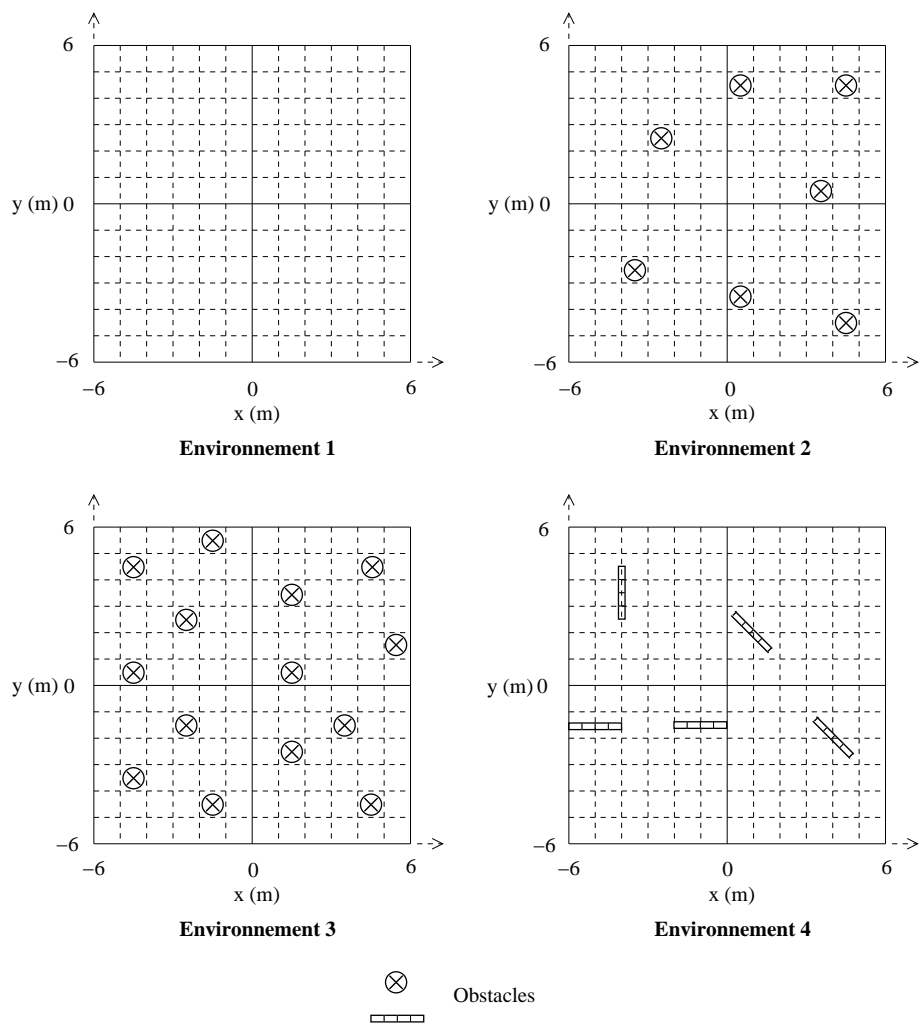 6 6
y (m) 0 y (m) 0
−6 −6
−6 0 6 −6 0 6
x (m) x (m)
Environnement 1 Environnement 2
6 6
y (m) 0 y (m) 0
−6 −6
−6 0 6 −6 0 6
x (m) x (m)
Environnement 3 Environnement 4
Obstacles